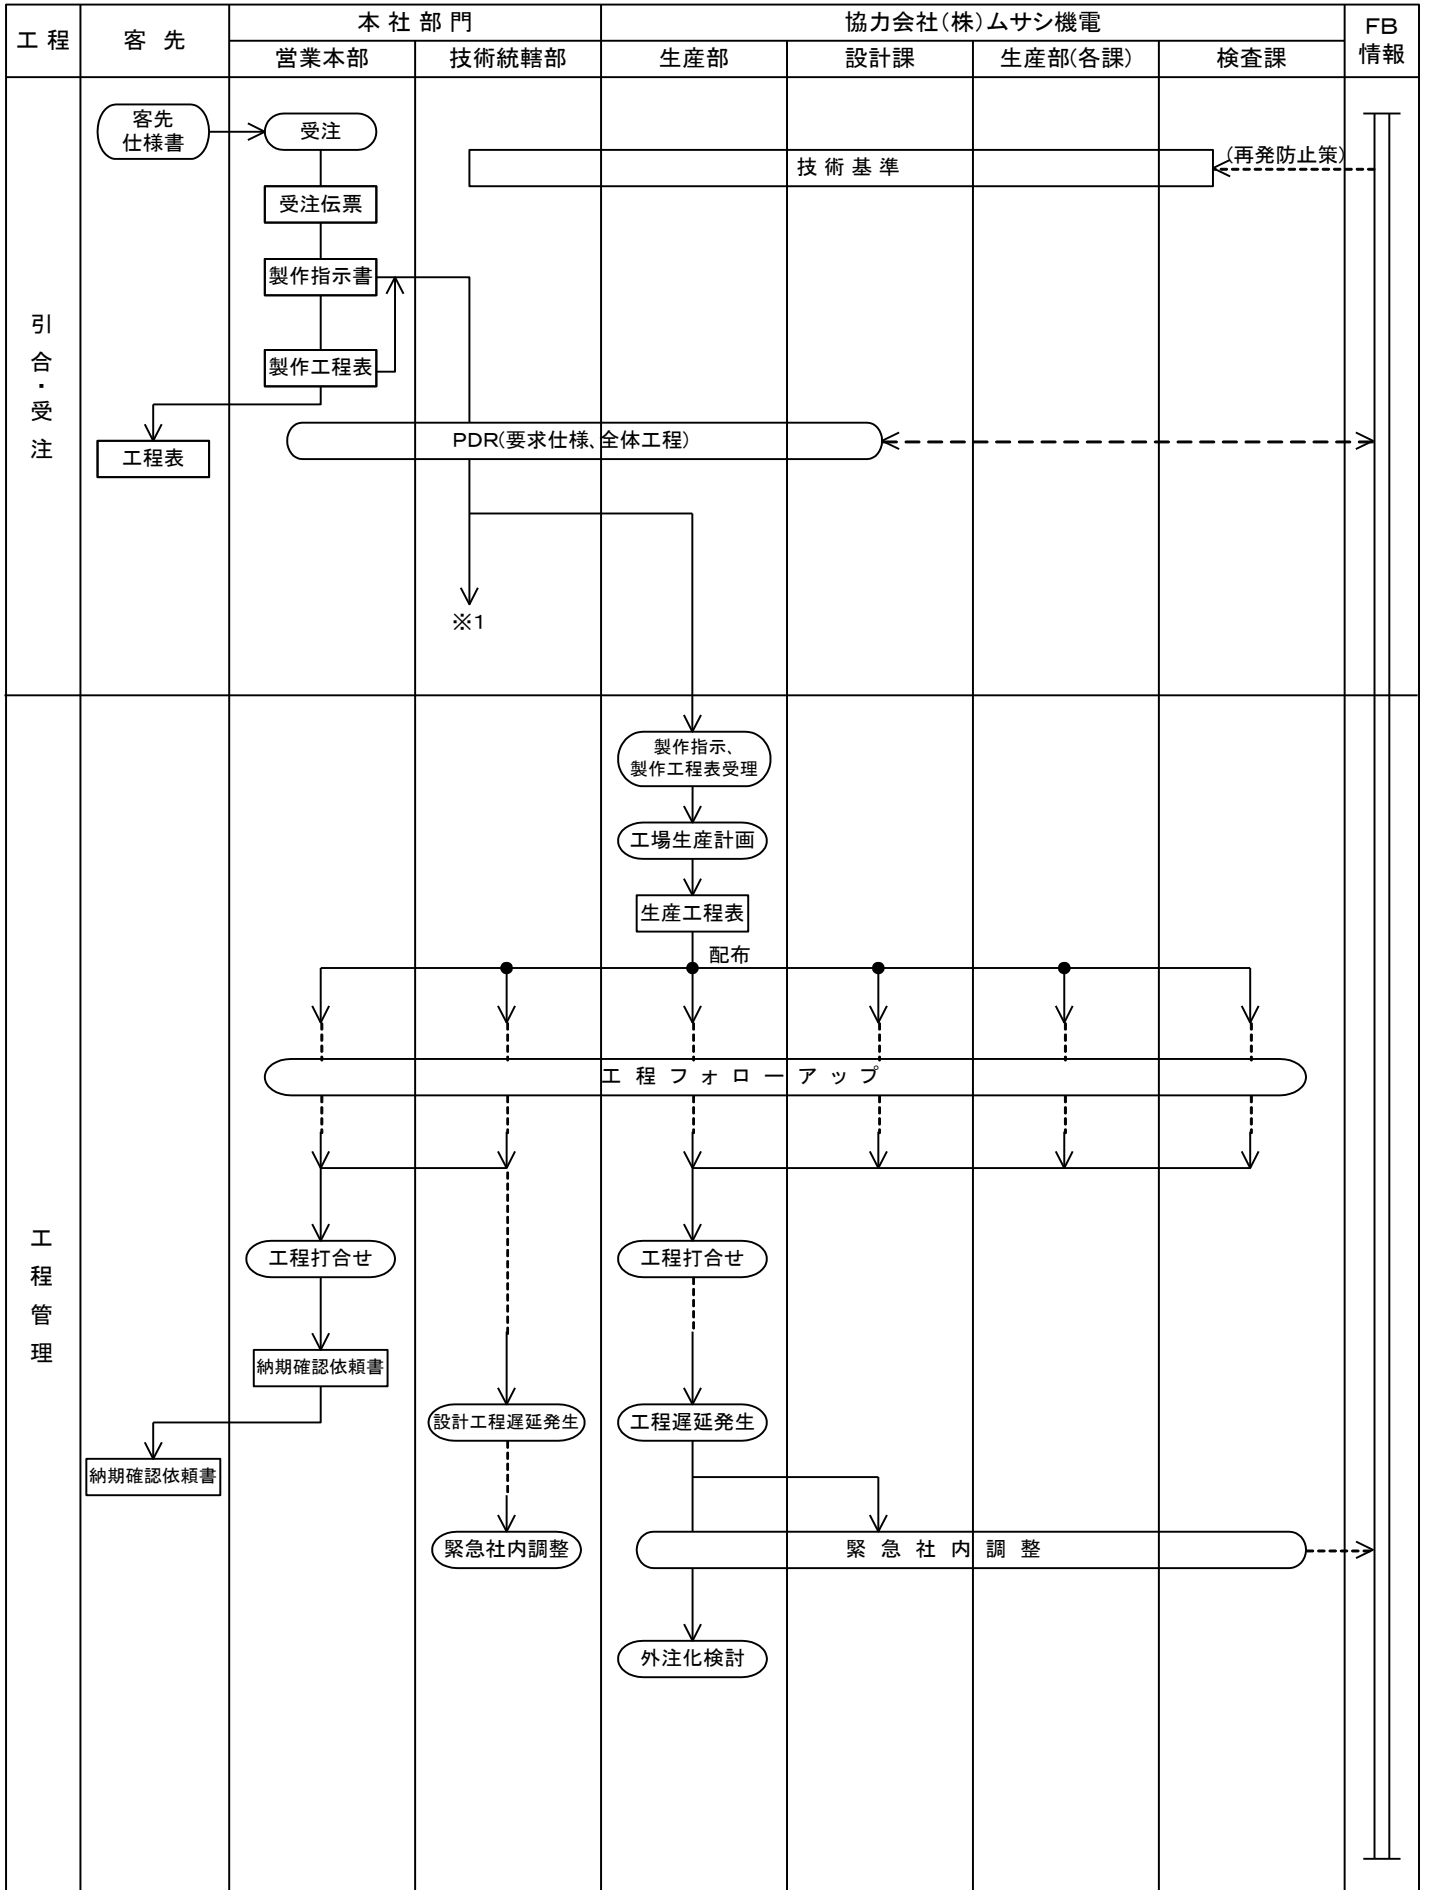 工程
客先
本社部門
協力会社(株)ムサシ機電
FB
情報
営業本部
技術統轄部
生産部
設計課
生産部(各課)
検査課
引合・受注
客先
仕様書
受注
技術基準
(再発防止策)
受注伝票
製作指示書
製作工程表
工程表
PDR(要求仕様、全体工程)
※1
工程管理
製作指示、
製作工程表受理
工場生産計画
生産工程表
配布
工程フォローアップ
工程打合せ
工程打合せ
納期確認依頼書
設計工程遅延発生
工程遅延発生
納期確認依頼書
緊急社内調整
緊急社内調整
外注化検討